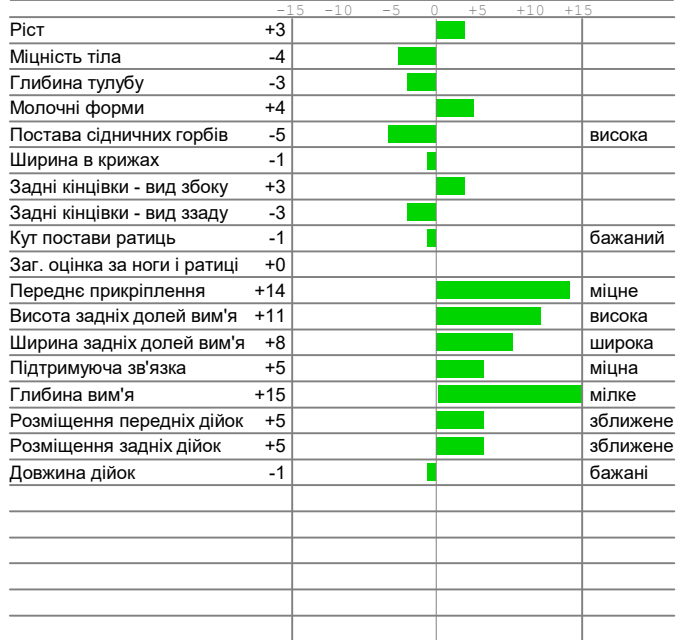 -15 -10 -5 0 +5 +10 +15
Ріст +3
Міцність тіла -4
Глибина тулубу -3
Молочні форми +4
Постава сідничних горбів -5 висока
Ширина в крижах -1
Задні кінцівки - вид збоку +3
Задні кінцівки - вид ззаду -3
Кут постави ратиць -1 бажаний
Заг. оцінка за ноги і ратиці +0
Переднє прикріплення +14 міцне
Висота задніх долей вим'я +11 висока
Ширина задніх долей вим'я +8 широка
Підтримуюча зв'язка +5 міцна
Глибина вим'я +15 мілке
Розміщення передніх дійок +5 зближене
Розміщення задніх дійок +5 зближене
Довжина дійок -1 бажані